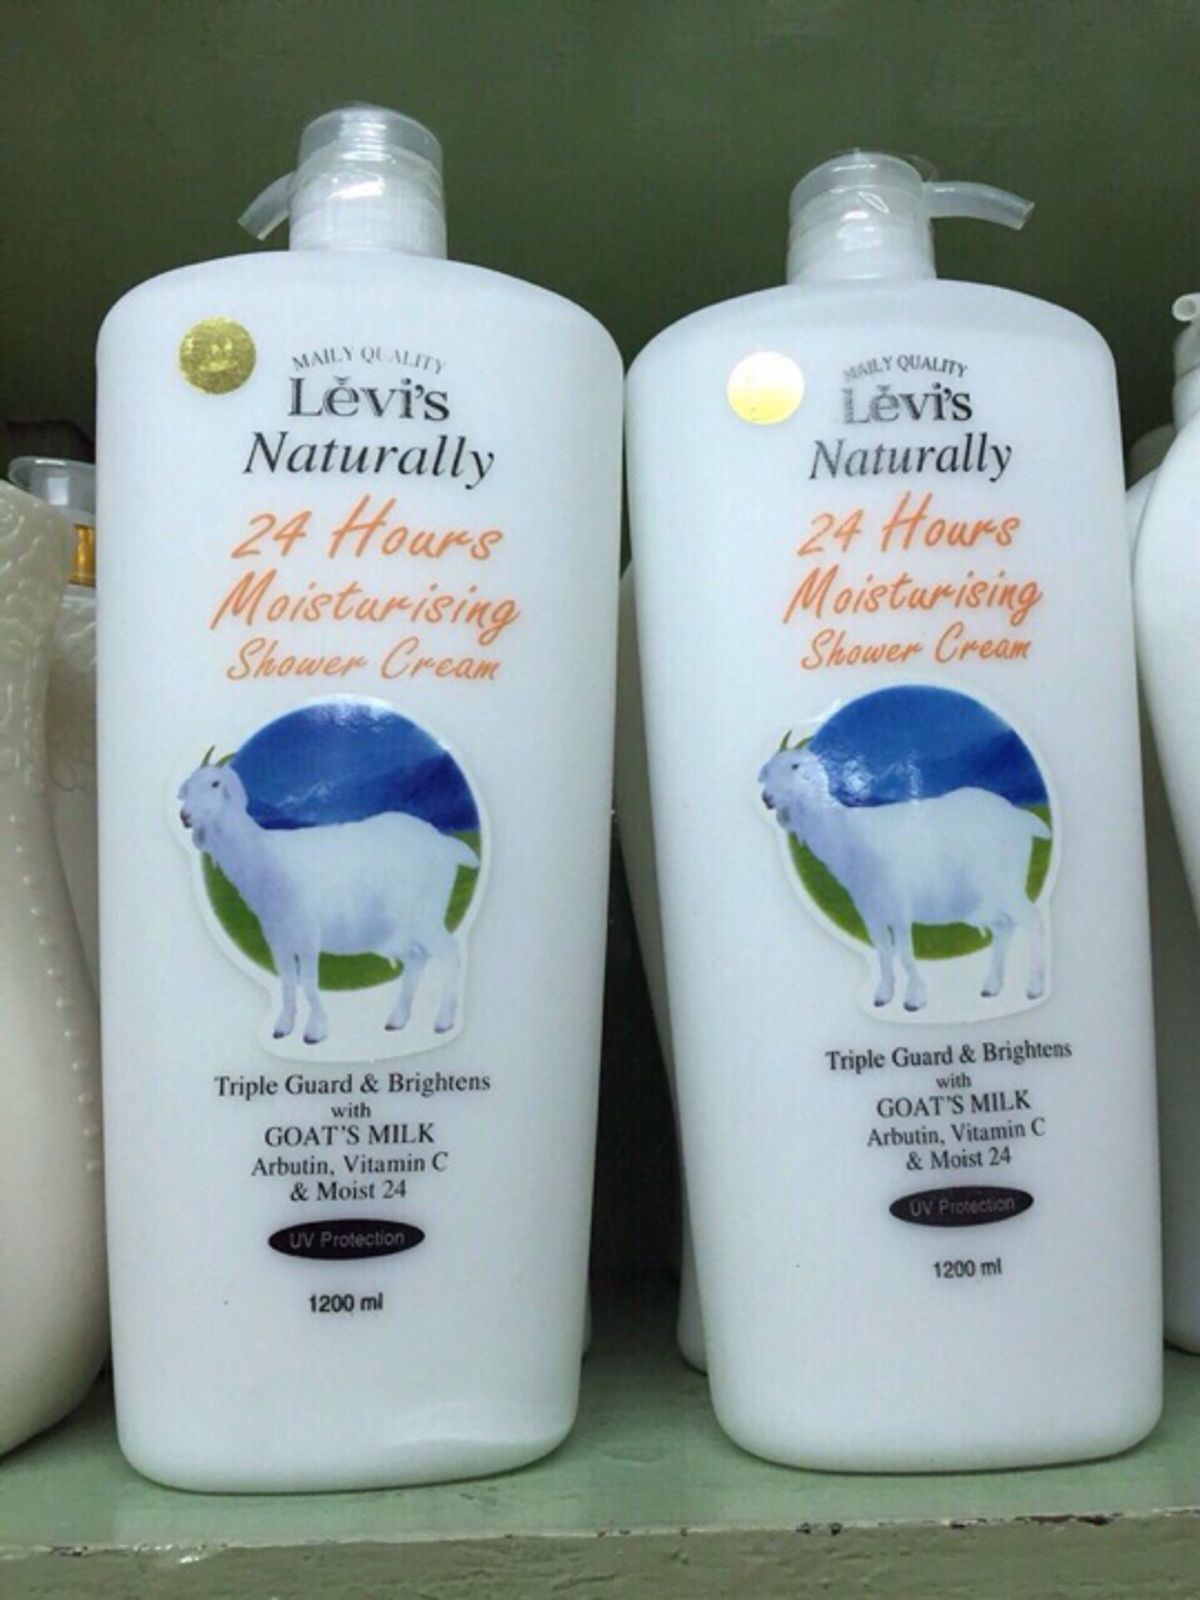 MAILY QUALITY
Lěvi's
Naturally
24 Hours
Moisturising
Shower Cream
Triple Guard & Brightens
with
GOAT'S MILK
Arbutin, Vitamin C
& Moist 24
UV Protection
1200 ml
MAILY QUALITY
Lěvi's
Naturally
24 Hours
Moisturising
Shower Cream
Triple Guard & Brightens
with
GOAT'S MILK
Arbutin, Vitamin C
& Moist 24
UV Protection
1200 ml